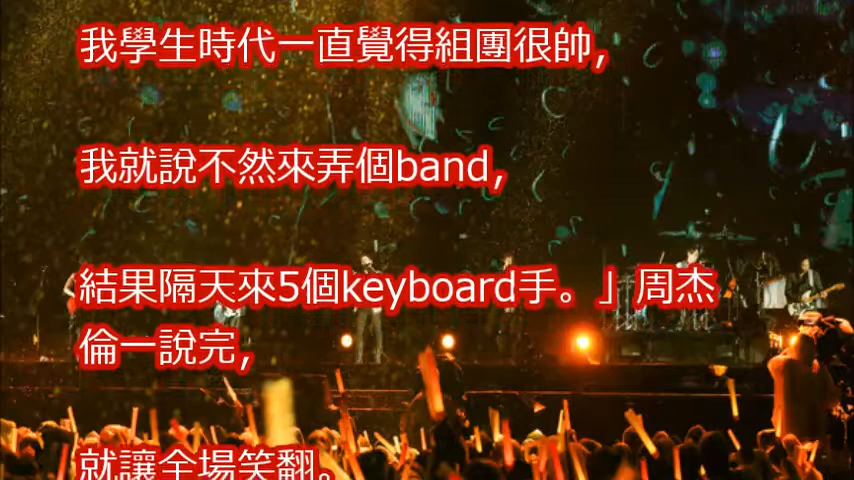 我學生時代一直覺得組團很帥，
我就說不然來弄個band，
結果隔天來5個keyboard手。」周杰
倫一說完，
就讓全場笑翻。